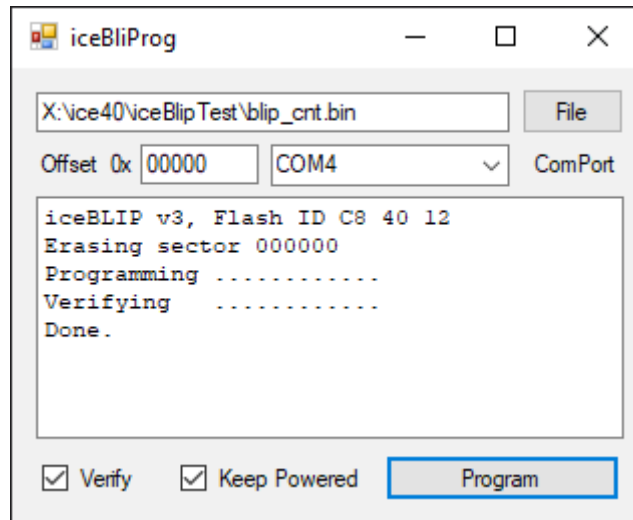 iceBliProg
X:\ice40\iceBlipTest\blip_cnt.bin File
Offset 0x 00000 COM4 ComPort
iceBLIP v3, Flash ID C8 40 12
Erasing sector 000000
Programming ............
Verifying   ............
Done.
Verify Keep Powered Program